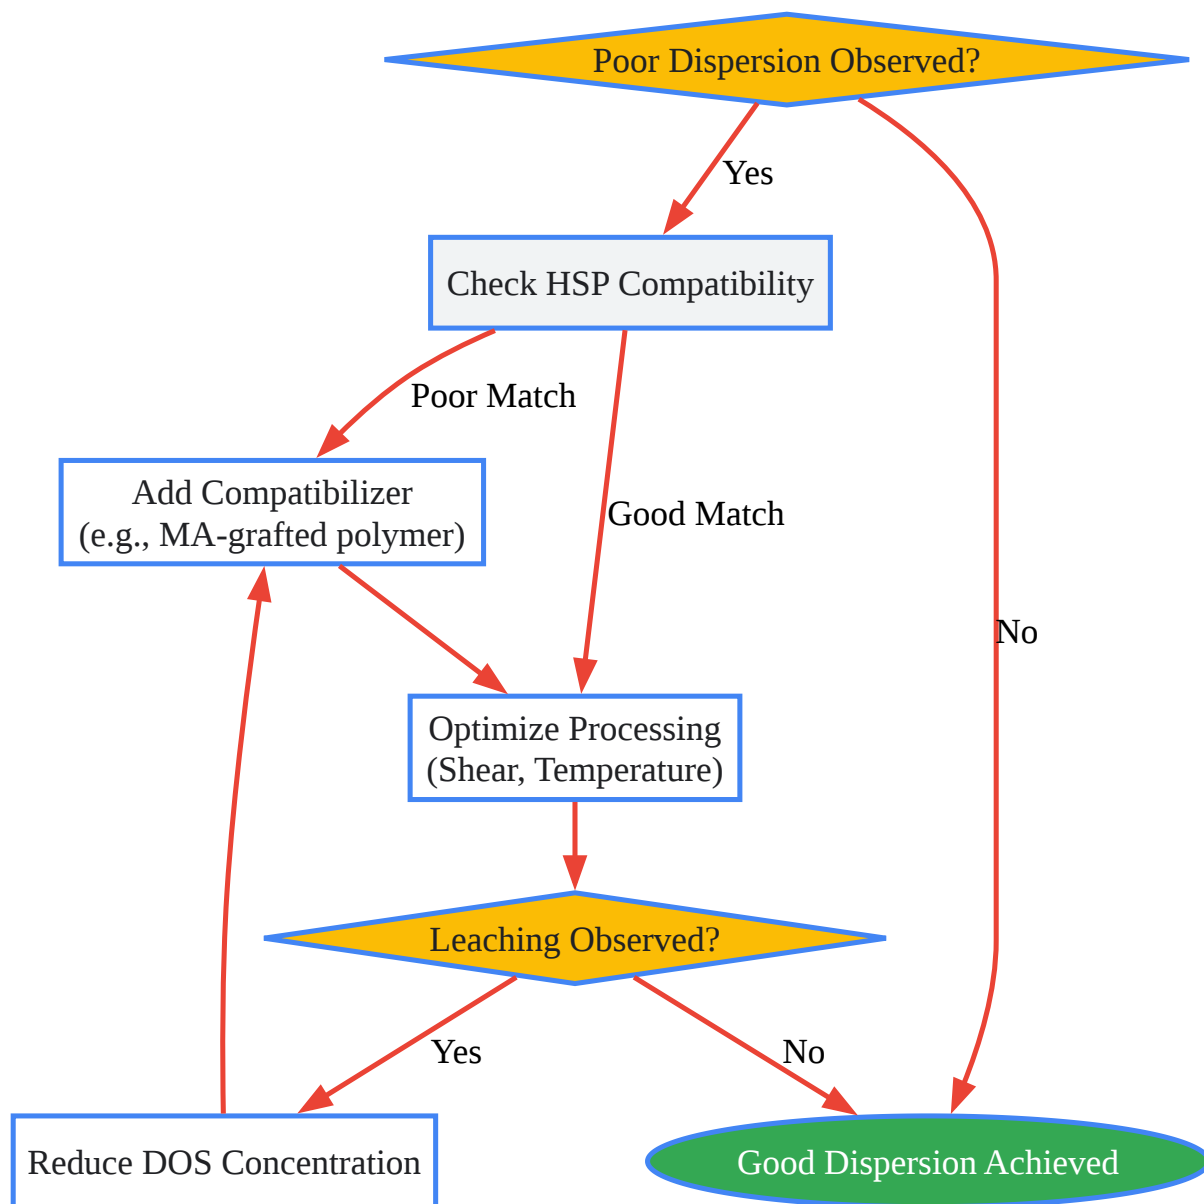 Poor Dispersion Observed?
Yes
Check HSP Compatibility
Poor Match
Add Compatibilizer
(e.g., MA-grafted polymer)
Good Match
No
Optimize Processing
(Shear, Temperature)
Leaching Observed?
Yes
No
Reduce DOS Concentration
Good Dispersion Achieved